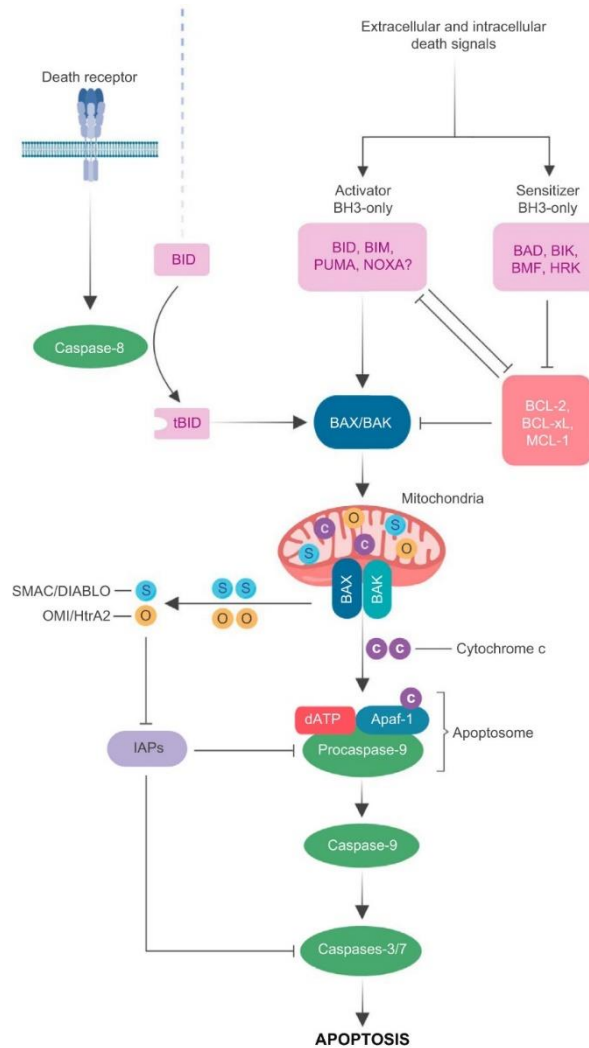 Extracellular and intracellular
death signals
Death receptor
Activator
BH3-only
Sensitizer
BH3-only
BID
BID, BIM,
PUMA, NOXA?
BAD, BIK,
BMF, HRK
Caspase-8
tBID
BAX/BAK
BCL-2,
BCL-xL,
MCL-1
Mitochondria
C
O
S
S
C
O
BAX
BAK
SMAC/DIABLO
S
S S
OMI/HtrA2
O
O O
C C
Cytochrome c
C
dATP
Apaf-1
Procaspase-9
Apoptosome
IAPs
Caspase-9
Caspases-3/7
APOPTOSIS